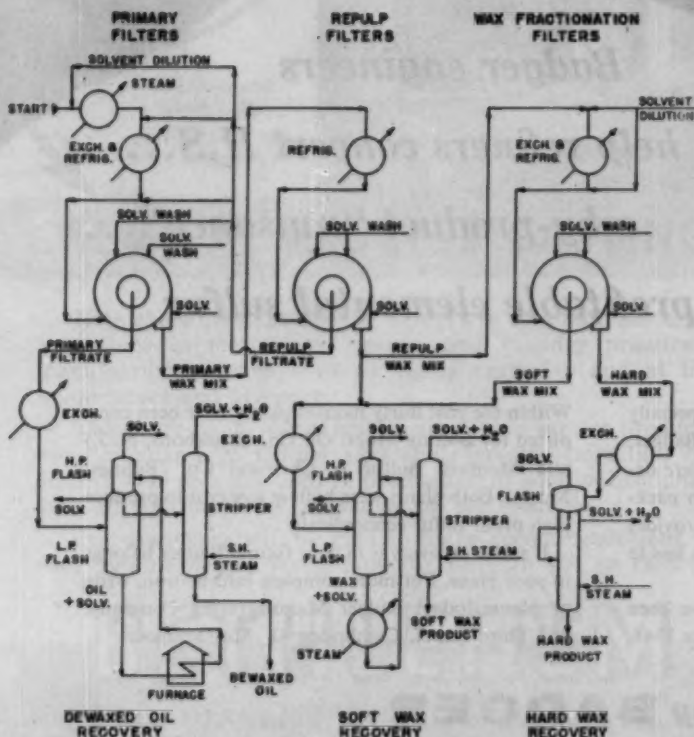 PRIMARY
FILTERS
REPULP
FILTERS
WAX FRACTIONATION
FILTERS
SOLVENT DILUTION
STEAM
START
EXCH. &
REFRIG.
SOLV. WASH
SOLV.
WASH
SOLV.
PRIMARY
FILTRATE
PRIMARY
WAX MIX
REFRIG.
SOLV. WASH
SOLV.
REPULP
FILTRATE
REPULP
WAX MIX
SOLVENT
DILUTION
EXCH. &
REFRIG.
SOLV. WASH
SOLV.
SOFT
WAX MIX
HARD
WAX MIX
EXCH.
SOLV.
SOLV. + H2O
H.P.
FLASH
SOLV.
L.P.
FLASH
STRIPPER
S.H.
STEAM
OIL +
SOLV.
FURNACE
DEWAXED
OIL
DEWAXED OIL
RECOVERY
EXCH.
SOLV.
SOLV. + H2O
H.P.
FLASH
L.P.
FLASH
STRIPPER
S.H. STEAM
WAX
+ SOLV.
STEAM
SOFT WAX
PRODUCT
SOFT WAX
RECOVERY
EXCH.
SOLV.
FLASH
SOLV. + H2O
S.H.
STEAM
HARD WAX
PRODUCT
HARD WAX
RECOVERY
Badger engineers